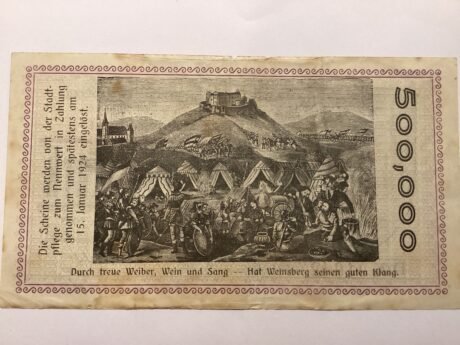 Die Scheine werden von der Stadt-
pflege zum Nennwert in Zahlung
genommen und spätestens am
15. Januar 1924 eingelöst.
500,000
Durch treue Weiber, Wein und Sang -- Hat Weinsberg seinen guten Klang.